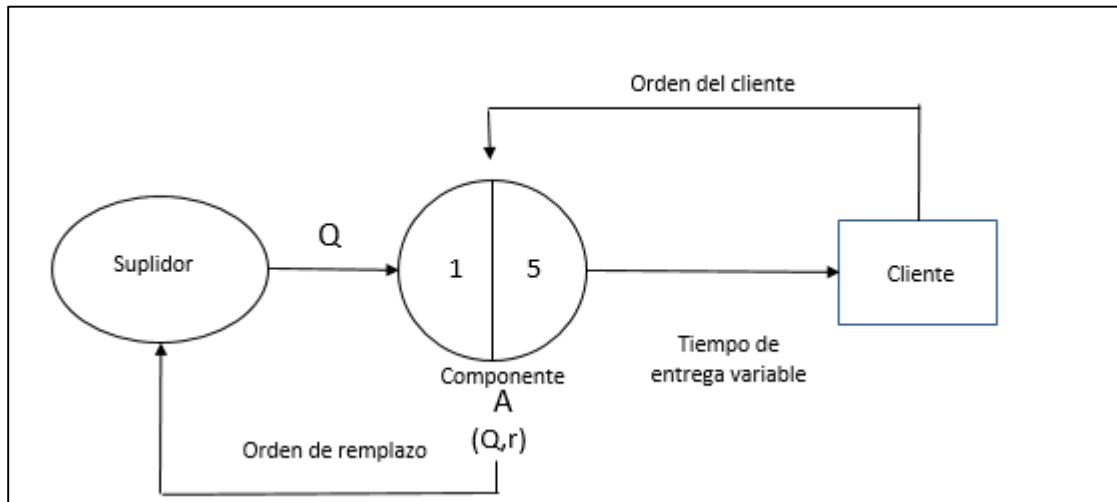 Orden del cliente
Q
Suplidor
1
5
Cliente
Tiempo de
entrega variable
Componente
A
(Q,r)
Orden de remplazo